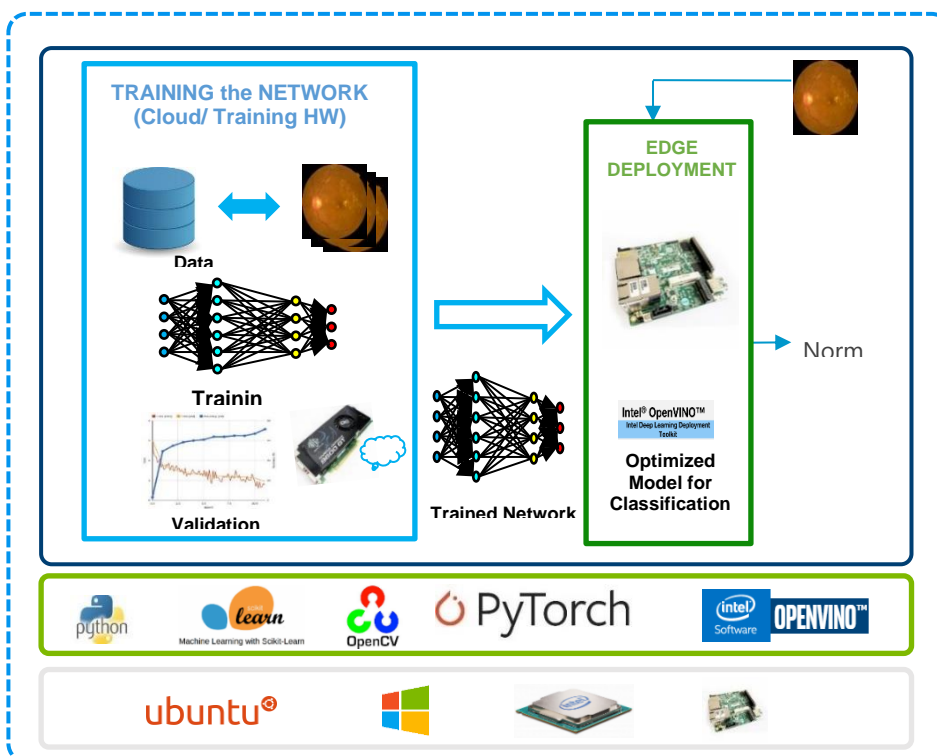 TRAINING the NETWORK
(Cloud/ Training HW)
Data
Trainin
Validation
Trained Network
EDGE
DEPLOYMENT
Intel® OpenVINO™
Intel Deep Learning Deployment
Toolkit
Optimized
Model for
Classification
Norm
python
scikit
learn
Machine Learning with Scikit-Learn
OpenCV
PyTorch
intel
Software
OPENVINO™
ubuntu